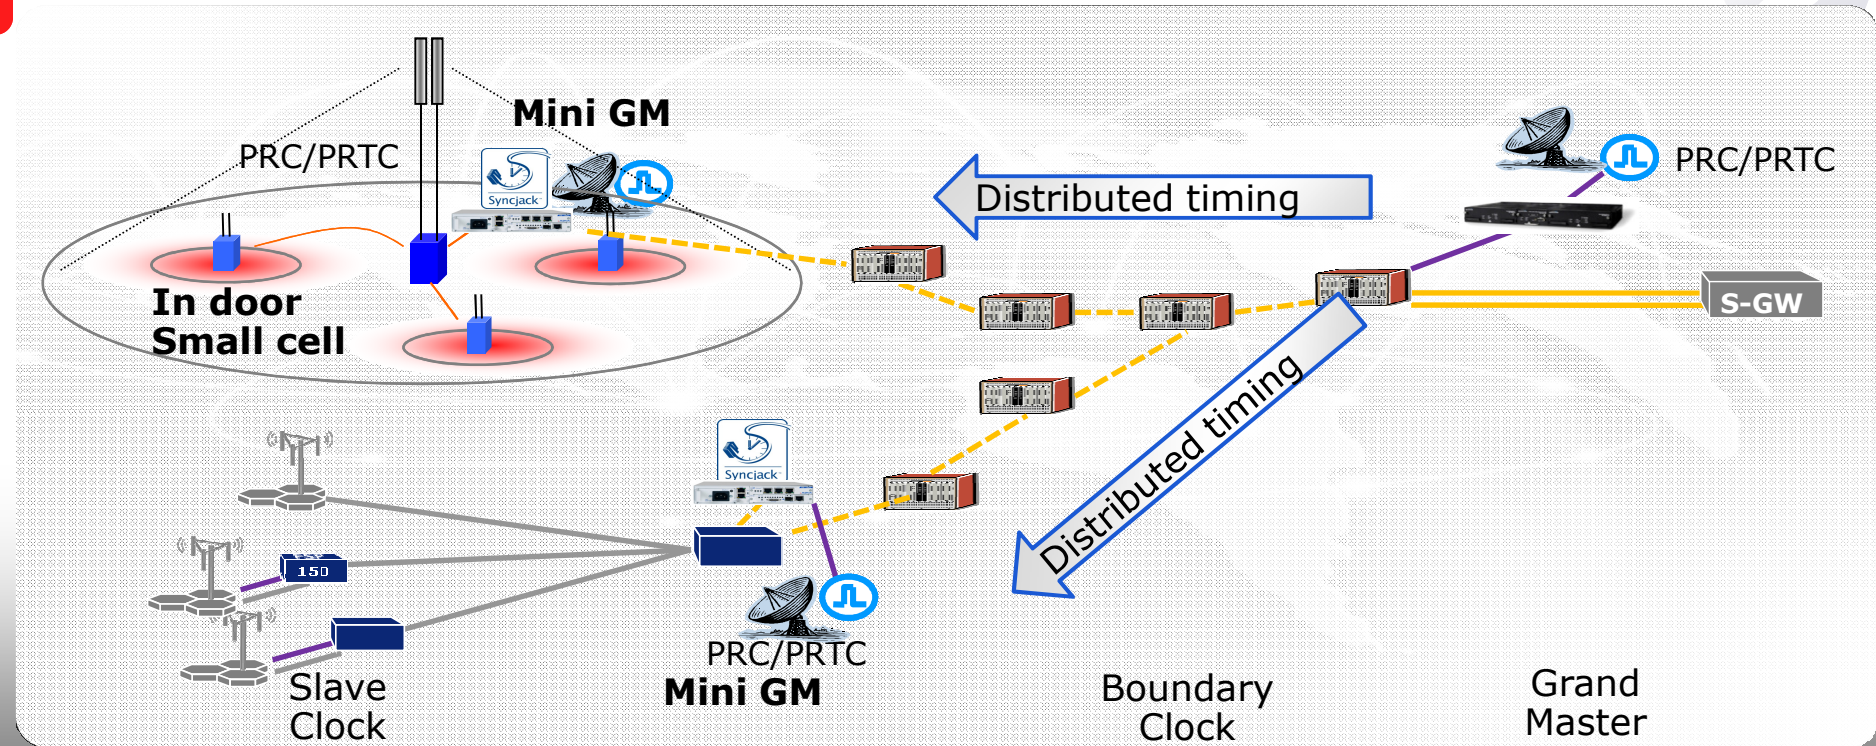 Mini GM
PRC/PRTC
Syncjack
Distributed timing
PRC/PRTC
In door
Small cell
S-GW
Distributed timing
Syncjack
150
PRC/PRTC
Mini GM
Slave
Clock
Boundary
Clock
Grand
Master